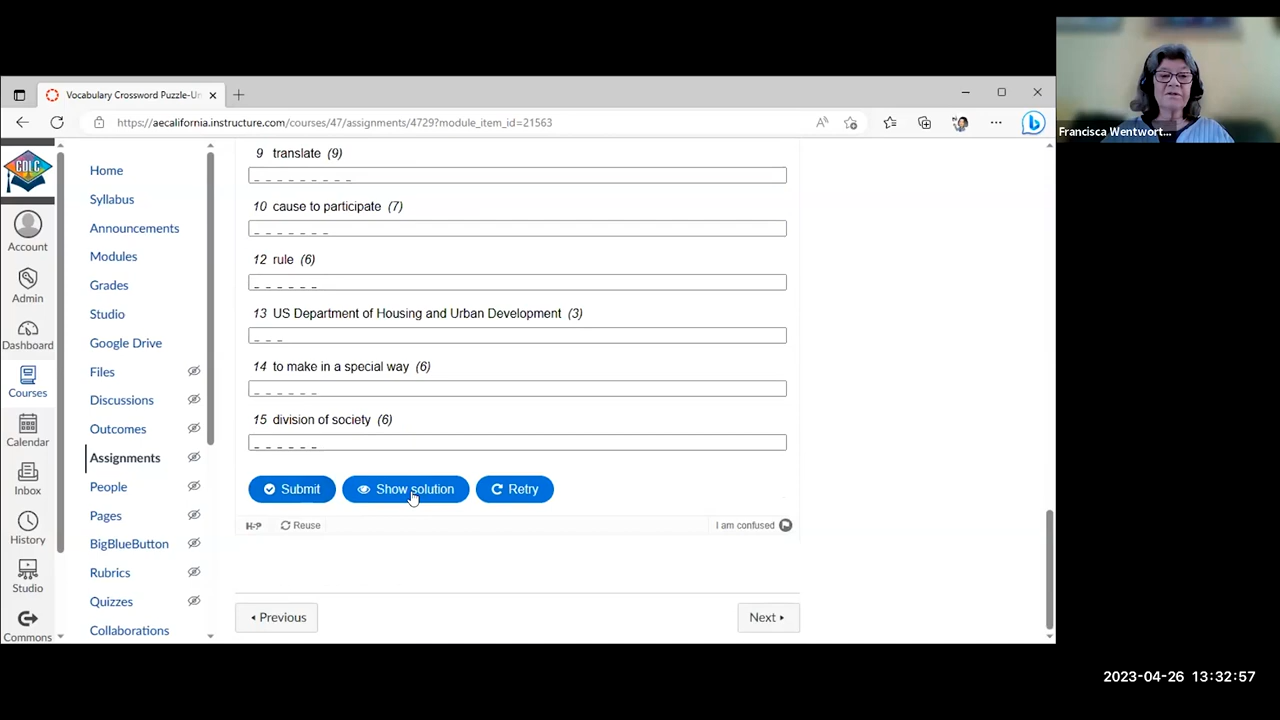 Vocabulary Crossword Puzzle-Un
https://aecalifornia.instructure.com/courses/47/assignments/4729?module_item_id=21563
Francisca Wentwort...
COLC
Account
Admin
Dashboard
Courses
Calendar
Inbox
History
Studio
Commons
Home
Syllabus
Announcements
Modules
Grades
Studio
Google Drive
Files
Discussions
Outcomes
Assignments
People
Pages
BigBlueButton
Rubrics
Quizzes
Collaborations
9 translate (9)
_ _ _ _ _ _ _ _ _
10 cause to participate (7)
_ _ _ _ _ _ _
12 rule (6)
_ _ _ _ _ _
13 US Department of Housing and Urban Development (3)
_ _ _
14 to make in a special way (6)
_ _ _ _ _ _
15 division of society (6)
_ _ _ _ _ _
Submit
Show solution
Retry
H-P
Reuse
I am confused
Previous
Next
2023-04-26 13:32:57